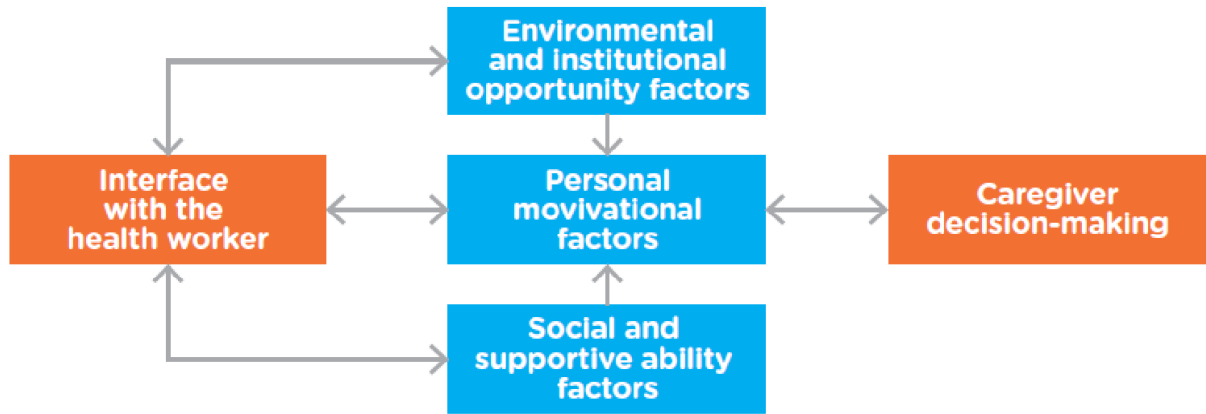 Environmental
and institutional
opportunity factors
Interface
with the
health worker
Personal
movivational
factors
Caregiver
decision-making
Social and
supportive ability
factors